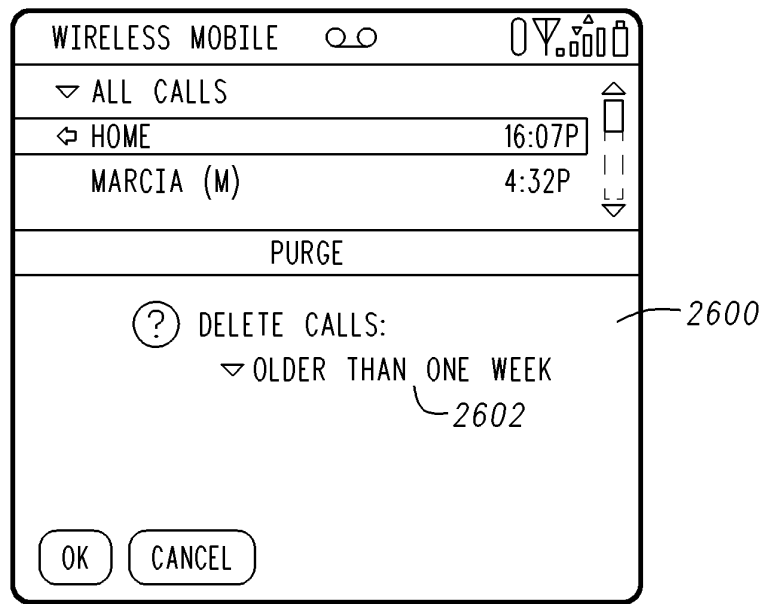 WIRELESS MOBILE
ALL CALLS
HOME 16:07P
MARCIA (M) 4:32P
PURGE
? DELETE CALLS:
2600
OLDER THAN ONE WEEK
2602
OK CANCEL